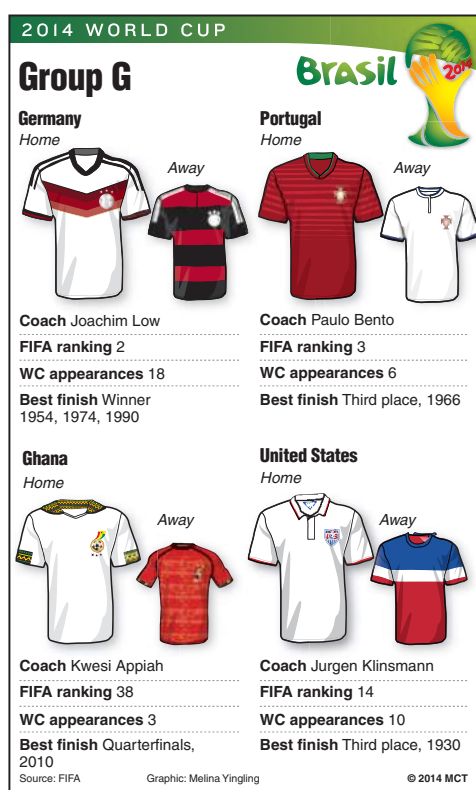 2014 WORLD CUP
Group G
Brasil
2014
Germany
Home
Away
Coach Joachim Low
FIFA ranking 2
WC appearances 18
Best finish Winner
1954, 1974, 1990
Portugal
Home
Away
Coach Paulo Bento
FIFA ranking 3
WC appearances 6
Best finish Third place, 1966
Ghana
Home
Away
Coach Kwesi Appiah
FIFA ranking 38
WC appearances 3
Best finish Quarterfinals,
2010
United States
Home
Away
Coach Jurgen Klinsmann
FIFA ranking 14
WC appearances 10
Best finish Third place, 1930
Source: FIFA
Graphic: Melina Yingling
© 2014 MCT